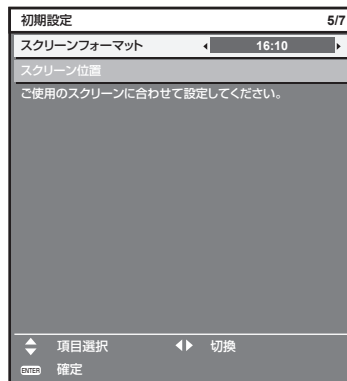 初期設定 5/7
スクリーンフォーマット 16:10
スクリーン位置
ご使用のスクリーンに合わせて設定してください。
項目選択 切換
ENTER 確定